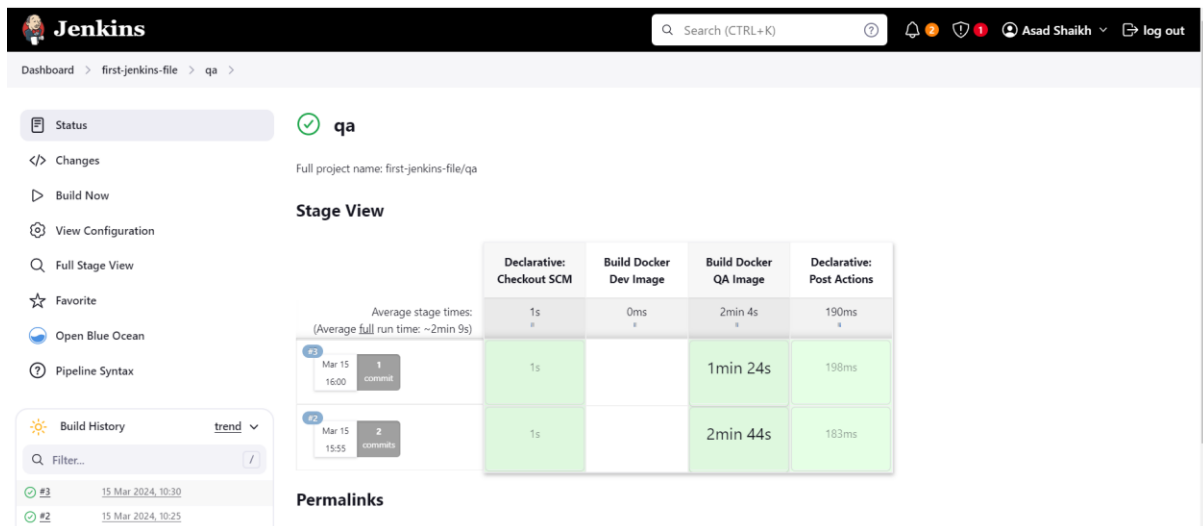 Jenkins
Search (CTRL+K)
?
2
1
Asad Shaikh
log out
Dashboard > first-jenkins-file > qa >
Status
</> Changes
Build Now
View Configuration
Full Stage View
Favorite
Open Blue Ocean
Pipeline Syntax
Build History
trend
Filter...
/
#3 15 Mar 2024, 10:30
#2 15 Mar 2024, 10:25
qa
Full project name: first-jenkins-file/qa
Stage View
Declarative:
Checkout SCM
Build Docker
Dev Image
Build Docker
QA Image
Declarative:
Post Actions
Average stage times:
(Average full run time: ~2min 9s)
1s
0ms
2min 4s
190ms
#3
Mar 15
16:00
1
commit
1s
1min 24s
198ms
#2
Mar 15
15:55
2
commits
1s
2min 44s
183ms
Permalinks